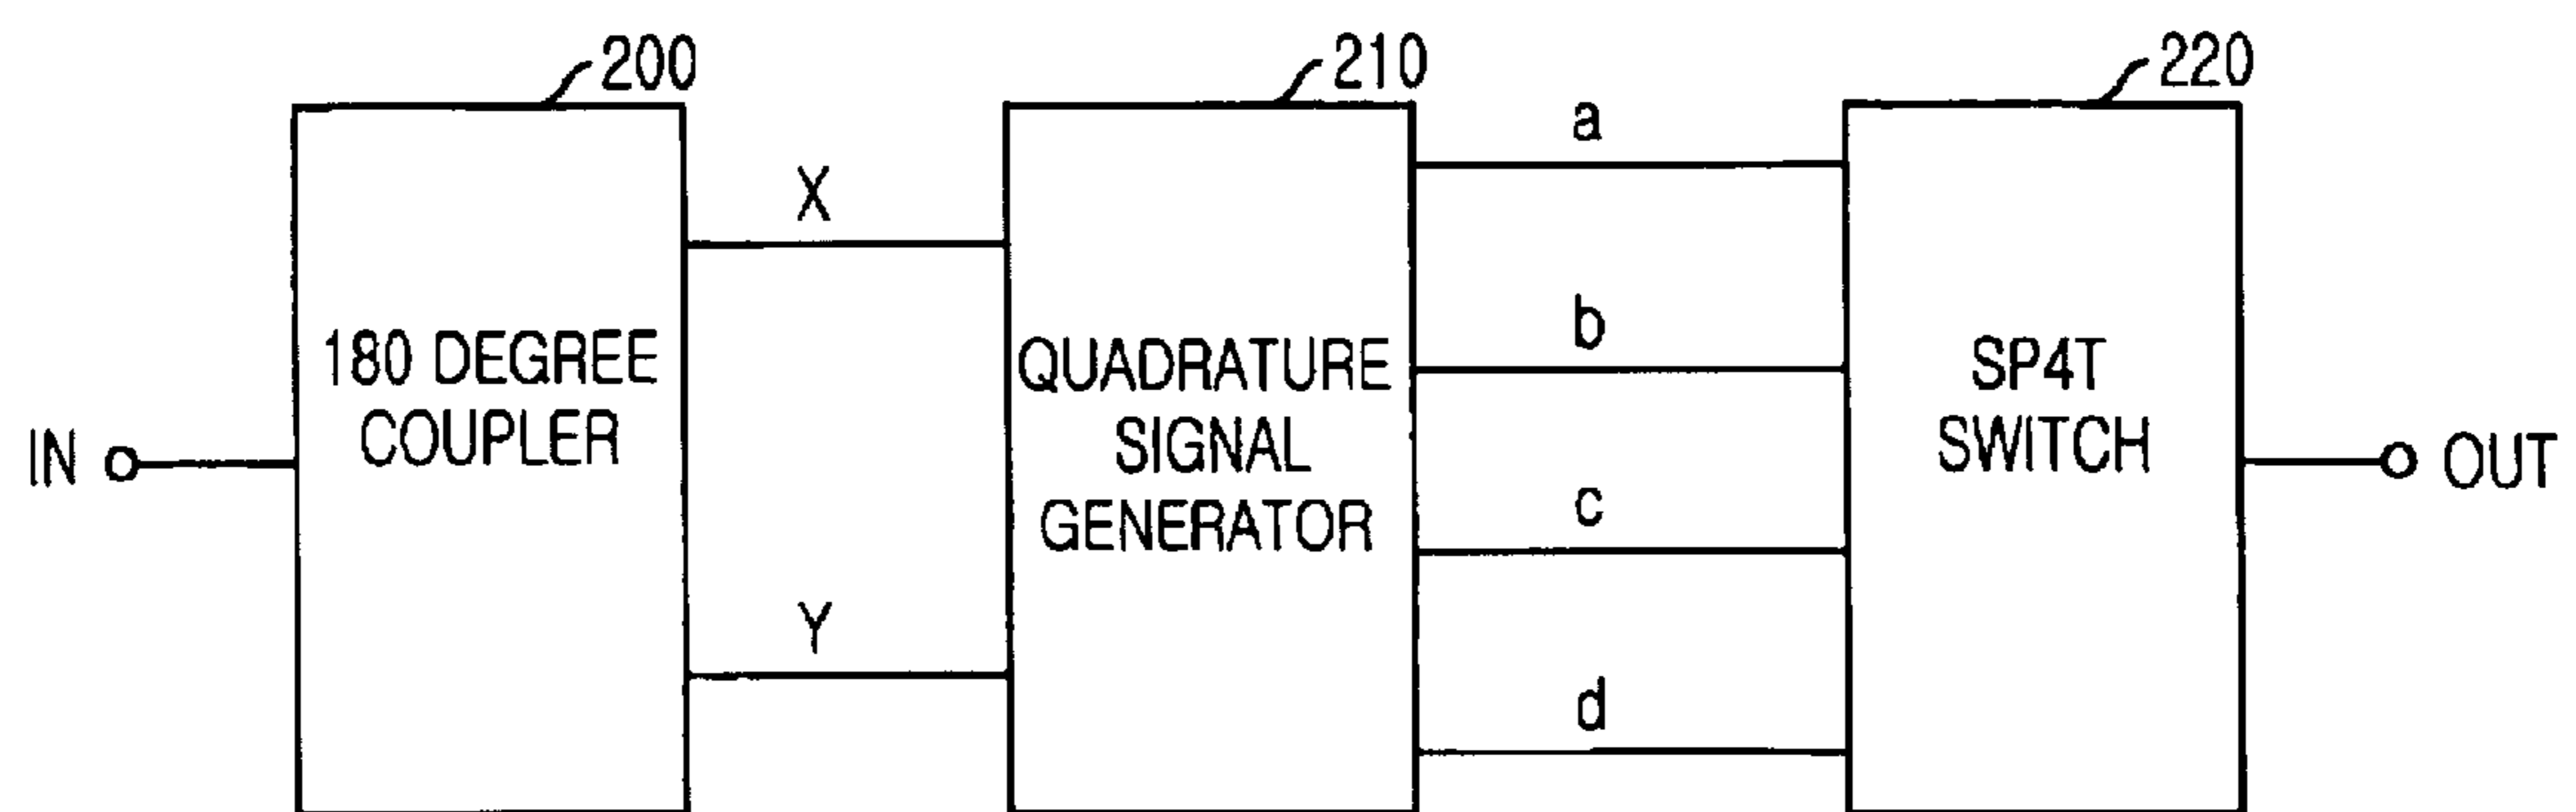 200
210
220
IN
180 DEGREE
COUPLER
X
Y
QUADRATURE
SIGNAL
GENERATOR
a
b
c
d
SP4T
SWITCH
OUT